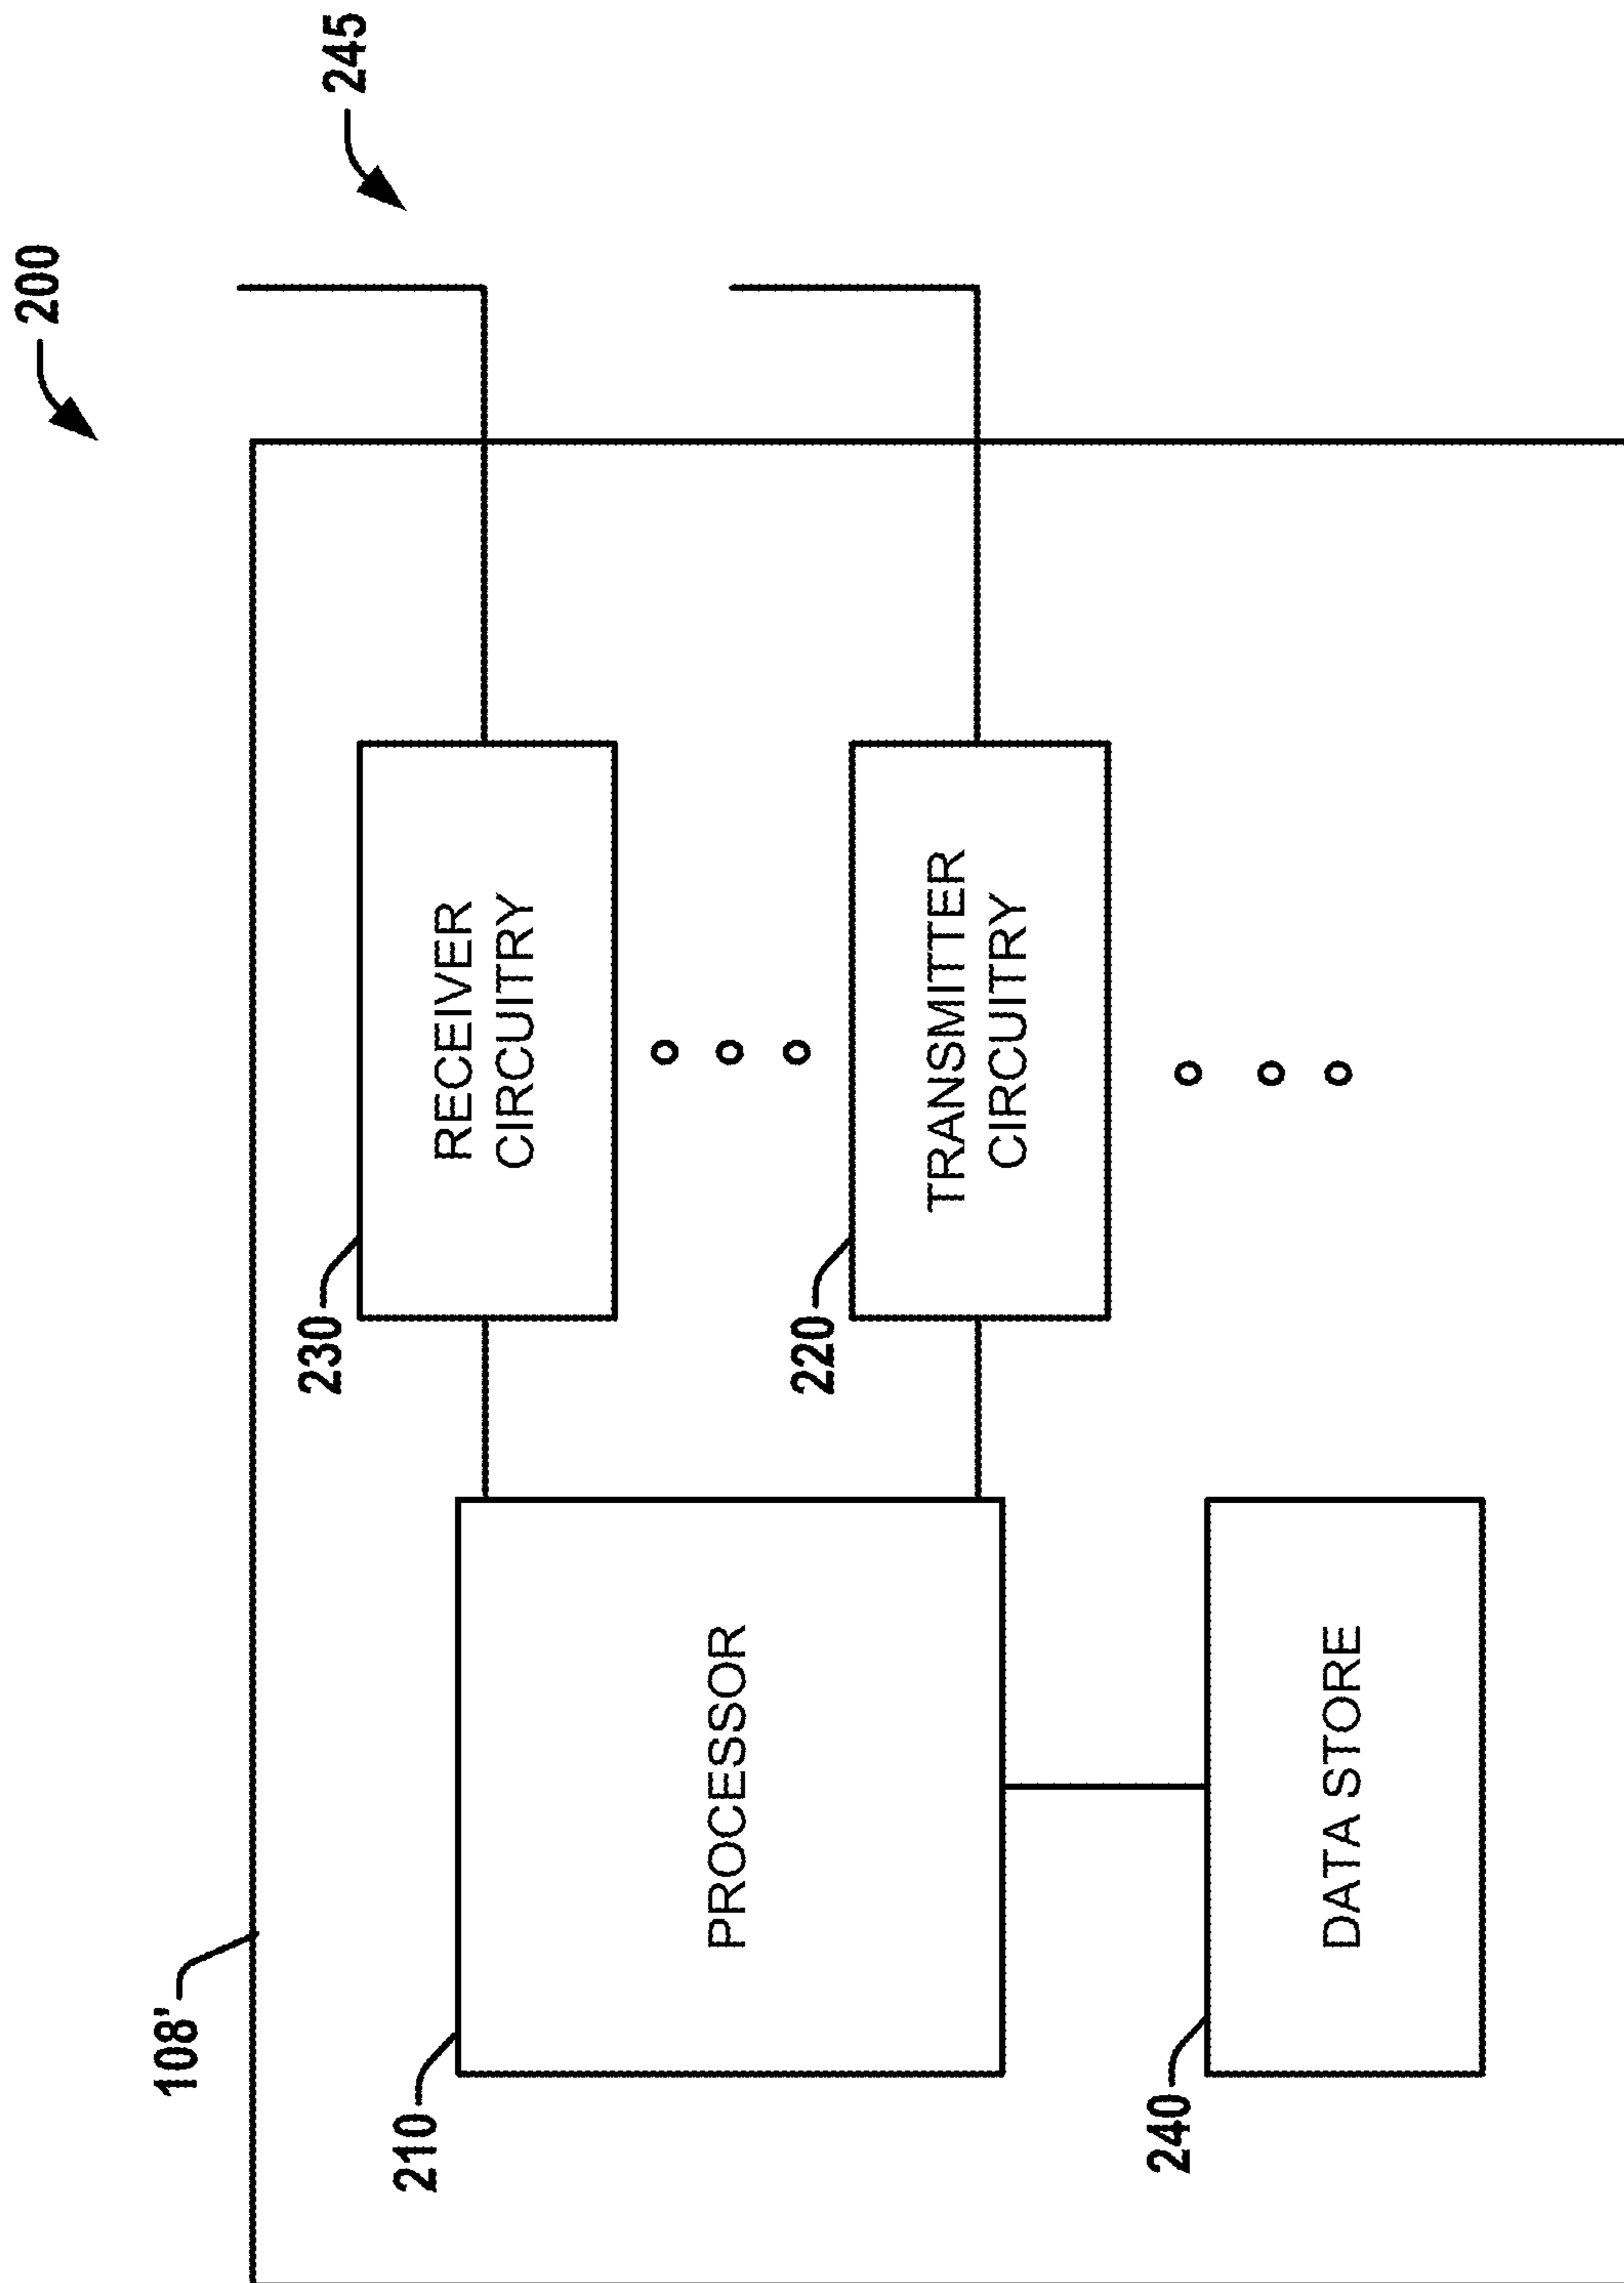 200
245
108'
230
RECEIVER
CIRCUITRY
210
PROCESSOR
220
TRANSMITTER
CIRCUITRY
240
DATA STORE